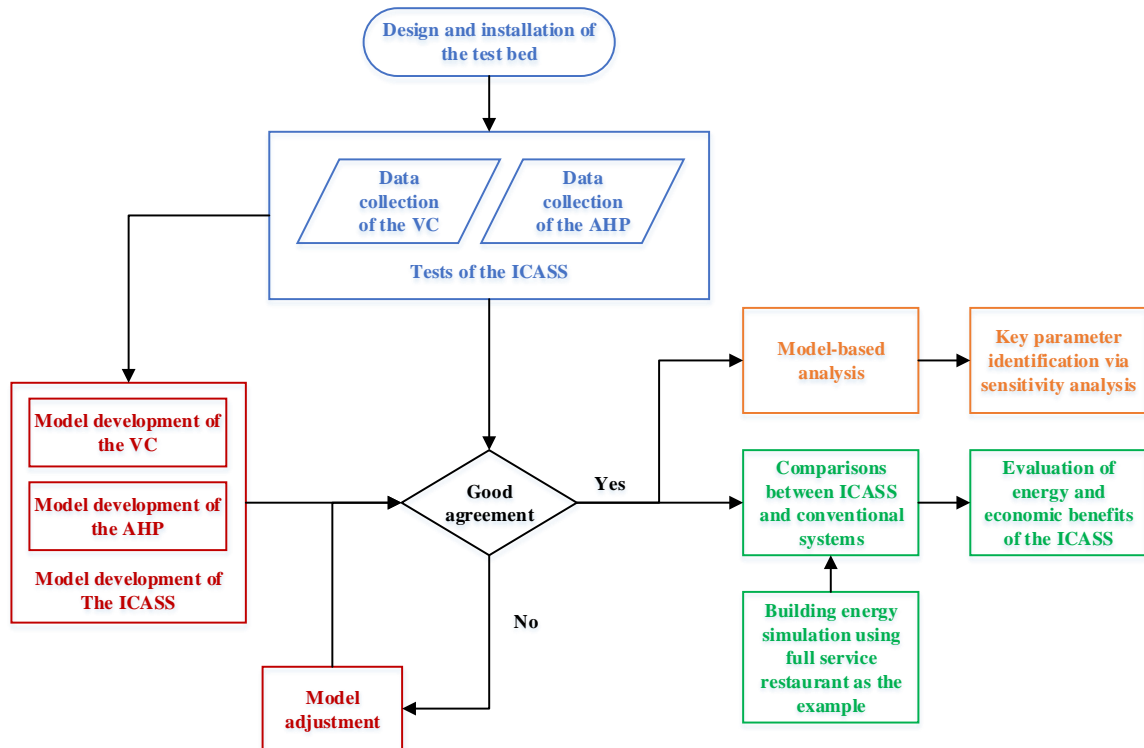 Design and installation of
the test bed
Data
collection
of the VC
Data
collection
of the AHP
Tests of the ICASS
Model development of
the VC
Model development of
the AHP
Model development of
The ICASS
Model
adjustment
Good
agreement
Yes
No
Model-based
analysis
Key parameter
identification via
sensitivity analysis
Comparisons
between ICASS
and conventional
systems
Evaluation of
energy and
economic benefits
of the ICASS
Building energy
simulation using
full service
restaurant as the
example